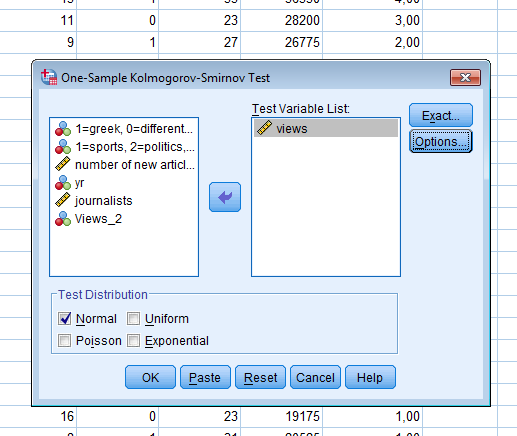 11 0 23 28200 3,00
9 1 27 26775 2,00
One-Sample Kolmogorov-Smirnov Test
Test Variable List:
1=greek, 0=different...
1=sports, 2=politics,...
number of new articl...
yr
journalists
Views_2
views
Exact...
Options...
Test Distribution
Normal Uniform
Poisson Exponential
OK Paste Reset Cancel Help
16 0 23 19175 1,00